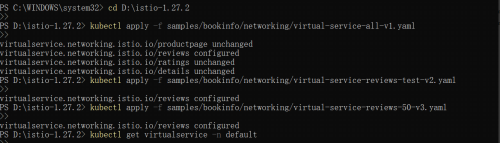 PS C:\WINDOWS\system32> cd D:\istio-1.27.2
>>
PS D:\istio-1.27.2> kubectl apply -f samples/bookinfo/networking/virtual-service-all-v1.yaml
>>
virtualservice.networking.istio.io/productpage unchanged
virtualservice.networking.istio.io/reviews configured
virtualservice.networking.istio.io/ratings unchanged
virtualservice.networking.istio.io/details unchanged
PS D:\istio-1.27.2> kubectl apply -f samples/bookinfo/networking/virtual-service-reviews-test-v2.yaml
>>
virtualservice.networking.istio.io/reviews configured
PS D:\istio-1.27.2> kubectl apply -f samples/bookinfo/networking/virtual-service-reviews-50-v3.yaml
>>
virtualservice.networking.istio.io/reviews configured
PS D:\istio-1.27.2> kubectl get virtualservice -n default